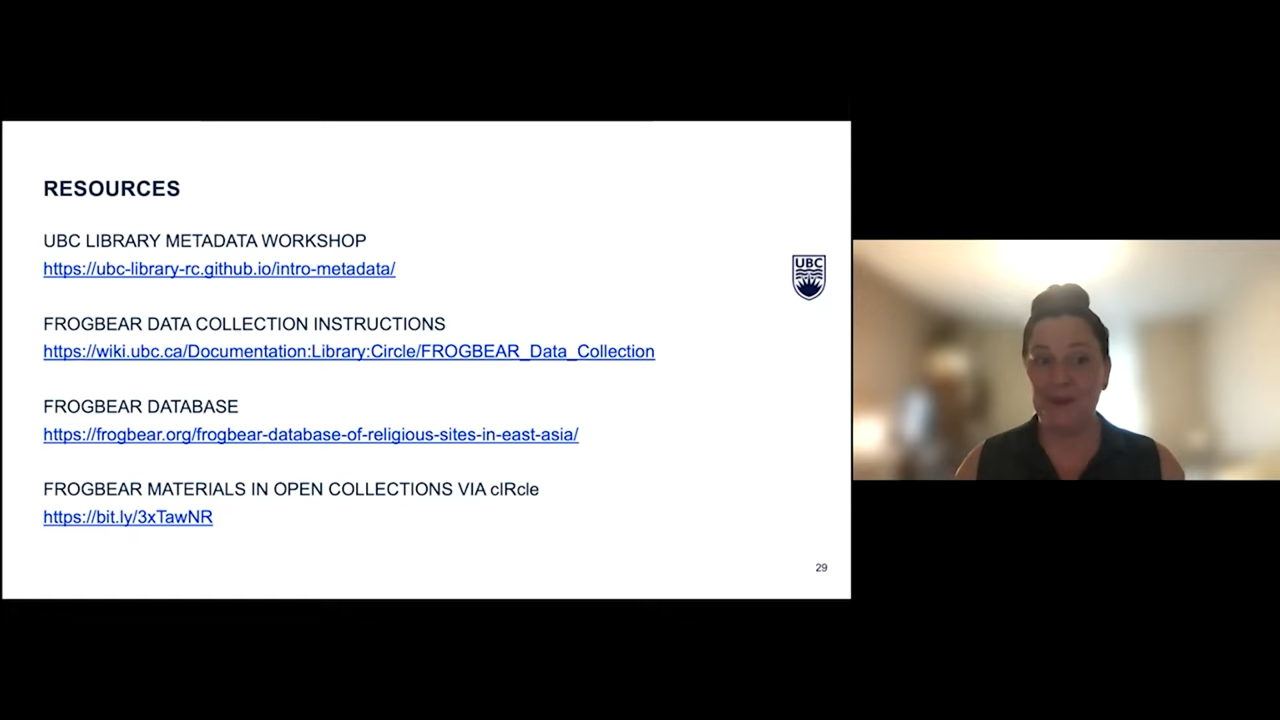 RESOURCES
UBC LIBRARY METADATA WORKSHOP
https://ubc-library-rc.github.io/intro-metadata/
UBC
FROGBEAR DATA COLLECTION INSTRUCTIONS
https://wiki.ubc.ca/Documentation:Library:Circle/FROGBEAR_Data_Collection
FROGBEAR DATABASE
https://frogbear.org/frogbear-database-of-religious-sites-in-east-asia/
FROGBEAR MATERIALS IN OPEN COLLECTIONS VIA cIRcle
https://bit.ly/3xTawNR
29